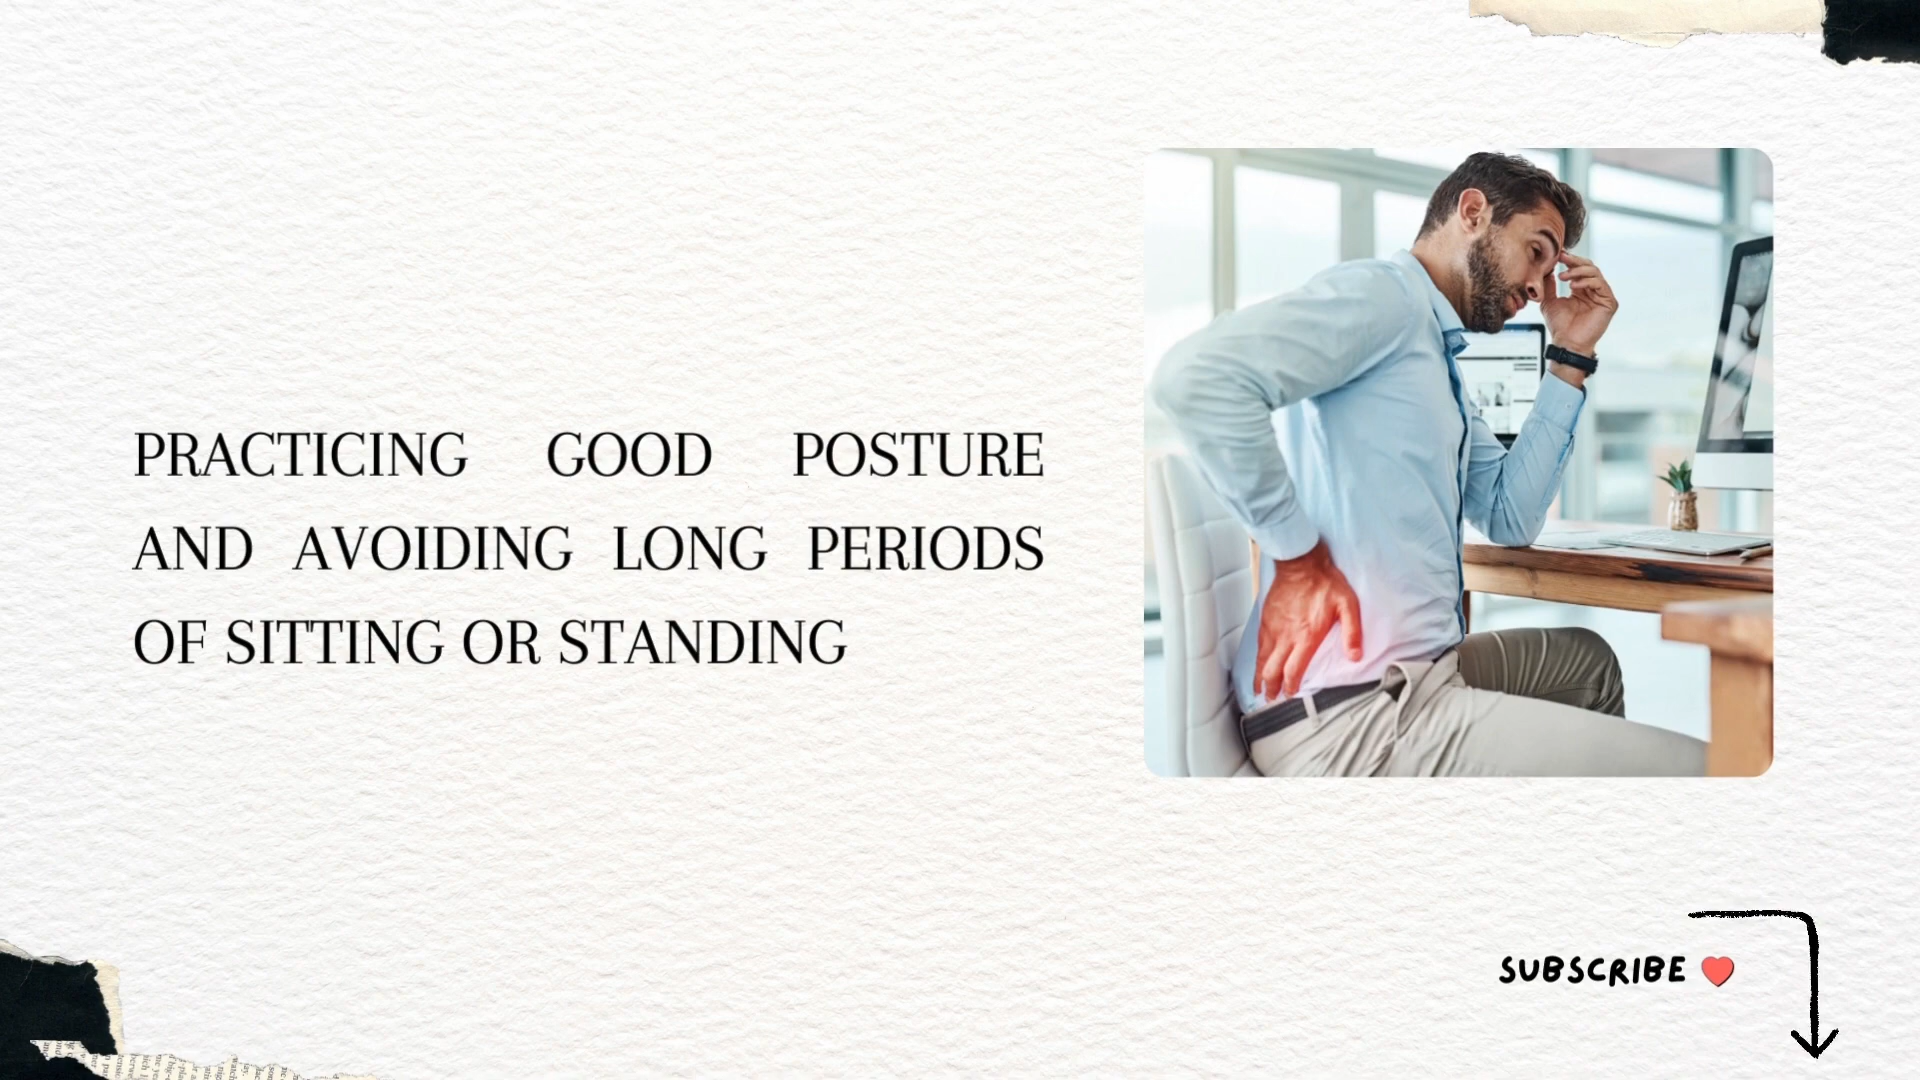 PRACTICING GOOD POSTURE
AND AVOIDING LONG PERIODS
OF SITTING OR STANDING
SUBSCRIBE